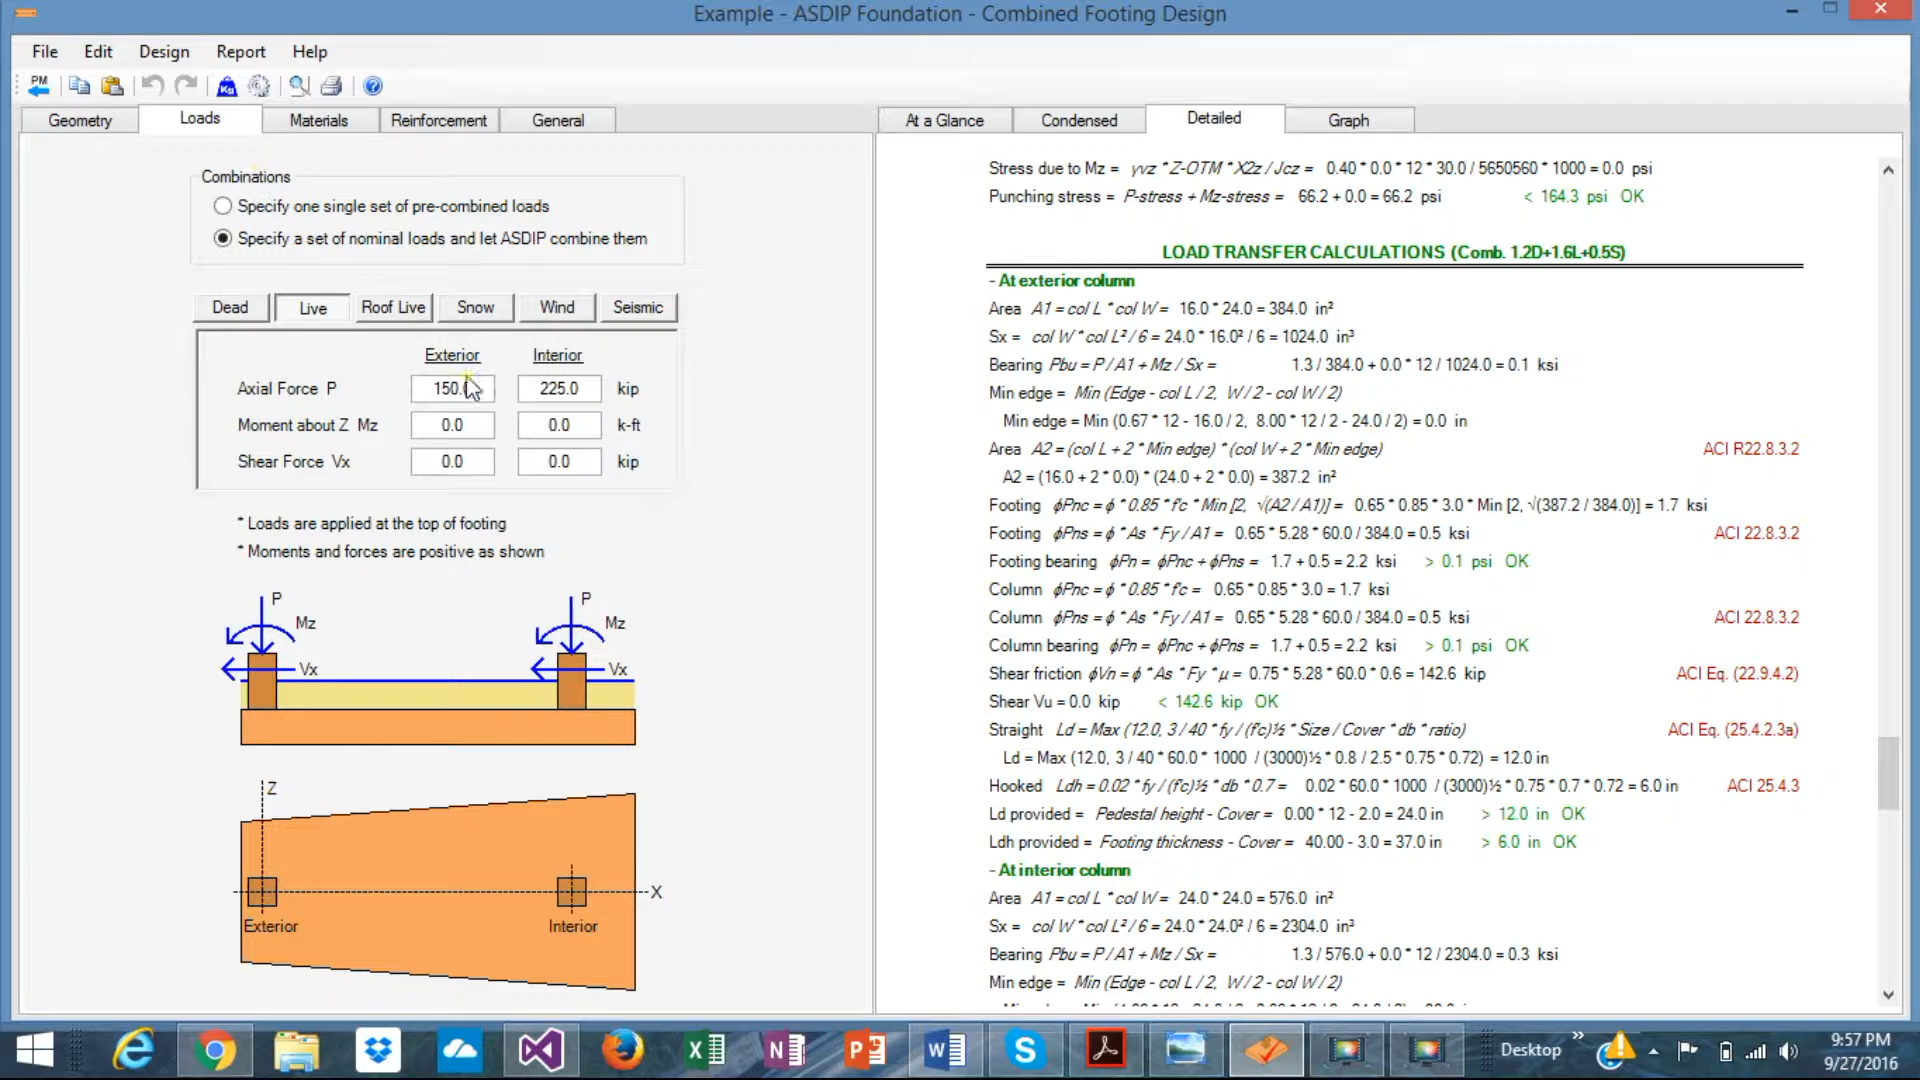 Example - ASDIP Foundation - Combined Footing Design
File Edit Design Report Help
PM Kg
Geometry Loads Materials Reinforcement General
At a Glance Condensed Detailed Graph
Combinations
Specify one single set of pre-combined loads
Specify a set of nominal loads and let ASDIP combine them
Dead Live Roof Live Snow Wind Seismic
Exterior Interior
Axial Force P 150. 225.0 kip
Moment about Z Mz 0.0 0.0 k-ft
Shear Force Vx 0.0 0.0 kip
* Loads are applied at the top of footing
* Moments and forces are positive as shown
P P
Mz Mz
Vx Vx
Z
X
Exterior Interior
Stress due to Mz = γvz * Z-OTM * X2z / Jcz = 0.40 * 0.0 * 12 * 30.0 / 5650560 * 1000 = 0.0 psi
Punching stress = P-stress + Mz-stress = 66.2 + 0.0 = 66.2 psi < 164.3 psi OK
LOAD TRANSFER CALCULATIONS (Comb. 1.2D+1.6L+0.5S)
- At exterior column
Area A1 = col L * col W = 16.0 * 24.0 = 384.0 in²
Sx = col W * col L² / 6 = 24.0 * 16.0² / 6 = 1024.0 in³
Bearing Pbu = P / A1 + Mz / Sx = 1.3 / 384.0 + 0.0 * 12 / 1024.0 = 0.1 ksi
Min edge = Min (Edge - col L / 2, W / 2 - col W / 2)
Min edge = Min (0.67 * 12 - 16.0 / 2, 8.00 * 12 / 2 - 24.0 / 2) = 0.0 in
Area A2 = (col L + 2 * Min edge) * (col W + 2 * Min edge) ACI R22.8.3.2
A2 = (16.0 + 2 * 0.0) * (24.0 + 2 * 0.0) = 387.2 in²
Footing ϕPnc = ϕ * 0.85 * f'c * Min [2, √(A2 / A1)] = 0.65 * 0.85 * 3.0 * Min [2, √(387.2 / 384.0)] = 1.7 ksi
Footing ϕPns = ϕ * As * Fy / A1 = 0.65 * 5.28 * 60.0 / 384.0 = 0.5 ksi ACI 22.8.3.2
Footing bearing ϕPn = ϕPnc + ϕPns = 1.7 + 0.5 = 2.2 ksi > 0.1 psi OK
Column ϕPnc = ϕ * 0.85 * f'c = 0.65 * 0.85 * 3.0 = 1.7 ksi
Column ϕPns = ϕ * As * Fy / A1 = 0.65 * 5.28 * 60.0 / 384.0 = 0.5 ksi ACI 22.8.3.2
Column bearing ϕPn = ϕPnc + ϕPns = 1.7 + 0.5 = 2.2 ksi > 0.1 psi OK
Shear friction ϕVn = ϕ * As * Fy * μ = 0.75 * 5.28 * 60.0 * 0.6 = 142.6 kip ACI Eq. (22.9.4.2)
Shear Vu = 0.0 kip < 142.6 kip OK
Straight Ld = Max (12.0, 3 / 40 * fy / (f'c)½ * Size / Cover * db * ratio) ACI Eq. (25.4.2.3a)
Ld = Max (12.0, 3 / 40 * 60.0 * 1000 / (3000)½ * 0.8 / 2.5 * 0.75 * 0.72) = 12.0 in
Hooked Ldh = 0.02 * fy / (f'c)½ * db * 0.7 = 0.02 * 60.0 * 1000 / (3000)½ * 0.75 * 0.7 * 0.72 = 6.0 in ACI 25.4.3
Ld provided = Pedestal height - Cover = 0.00 * 12 - 2.0 = 24.0 in > 12.0 in OK
Ldh provided = Footing thickness - Cover = 40.00 - 3.0 = 37.0 in > 6.0 in OK
- At interior column
Area A1 = col L * col W = 24.0 * 24.0 = 576.0 in²
Sx = col W * col L² / 6 = 24.0 * 24.0² / 6 = 2304.0 in³
Bearing Pbu = P / A1 + Mz / Sx = 1.3 / 576.0 + 0.0 * 12 / 2304.0 = 0.3 ksi
Min edge = Min (Edge - col L / 2, W / 2 - col W / 2)
Desktop
9:57 PM
9/27/2016